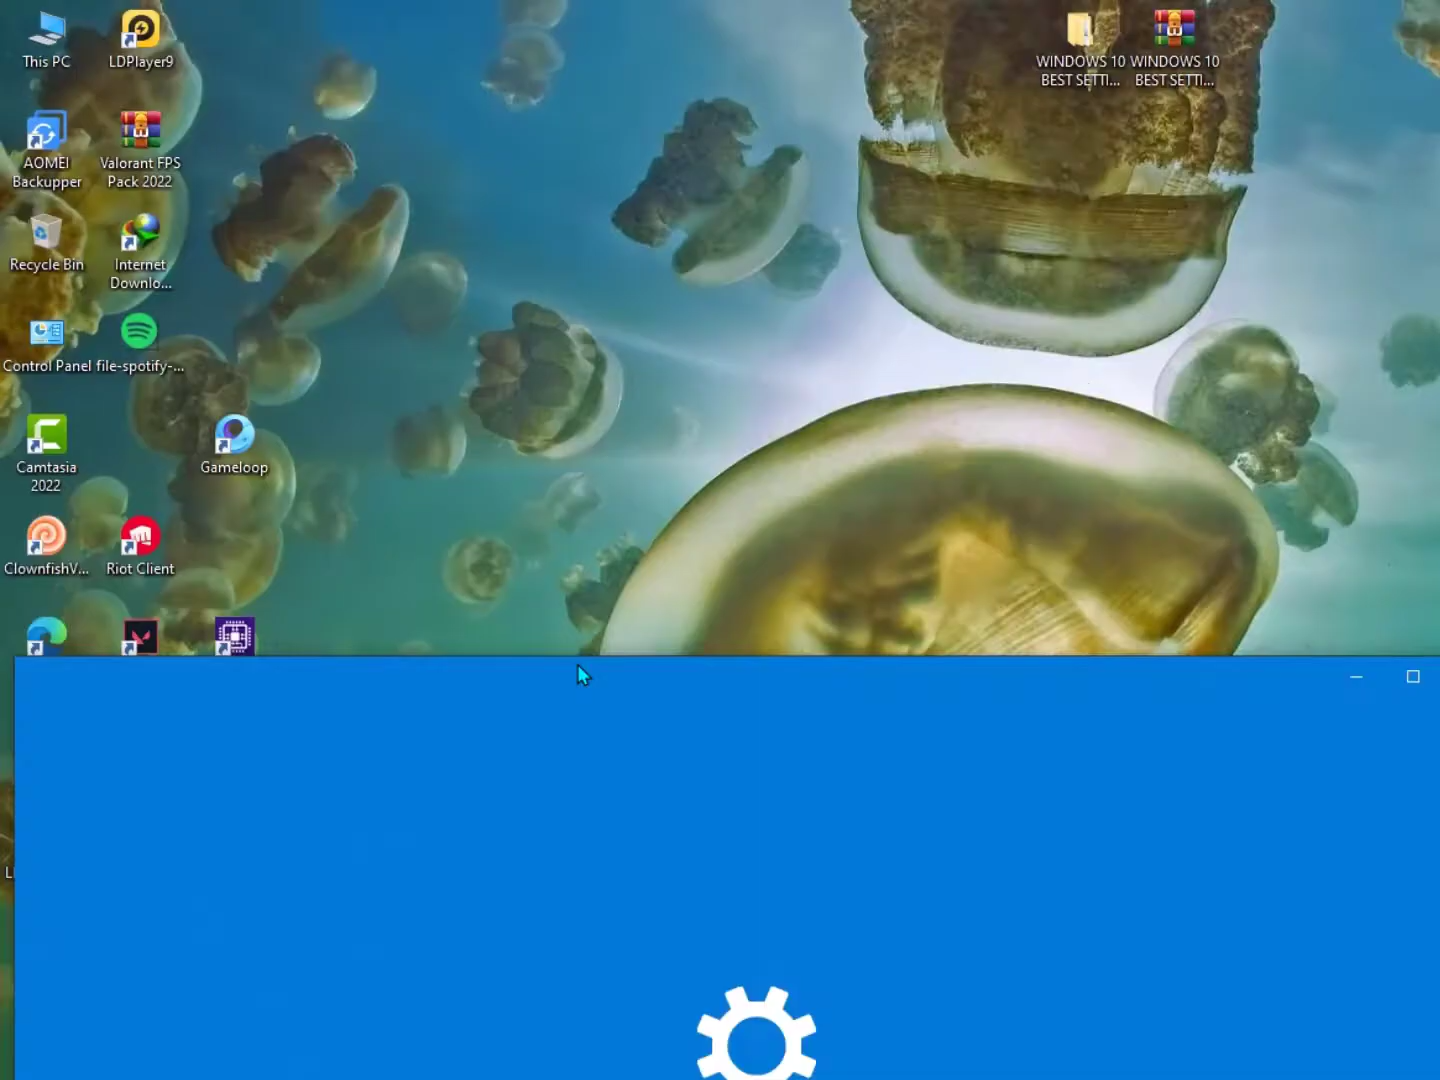 This PC
LDPlayer9
WINDOWS 10
BEST SETTI...
WINDOWS 10
BEST SETTI...
AOMEI
Backupper
Valorant FPS
Pack 2022
Recycle Bin
Internet
Downlo...
Control Panel
file-spotify-...
Camtasia
2022
Gameloop
ClownfishV...
Riot Client